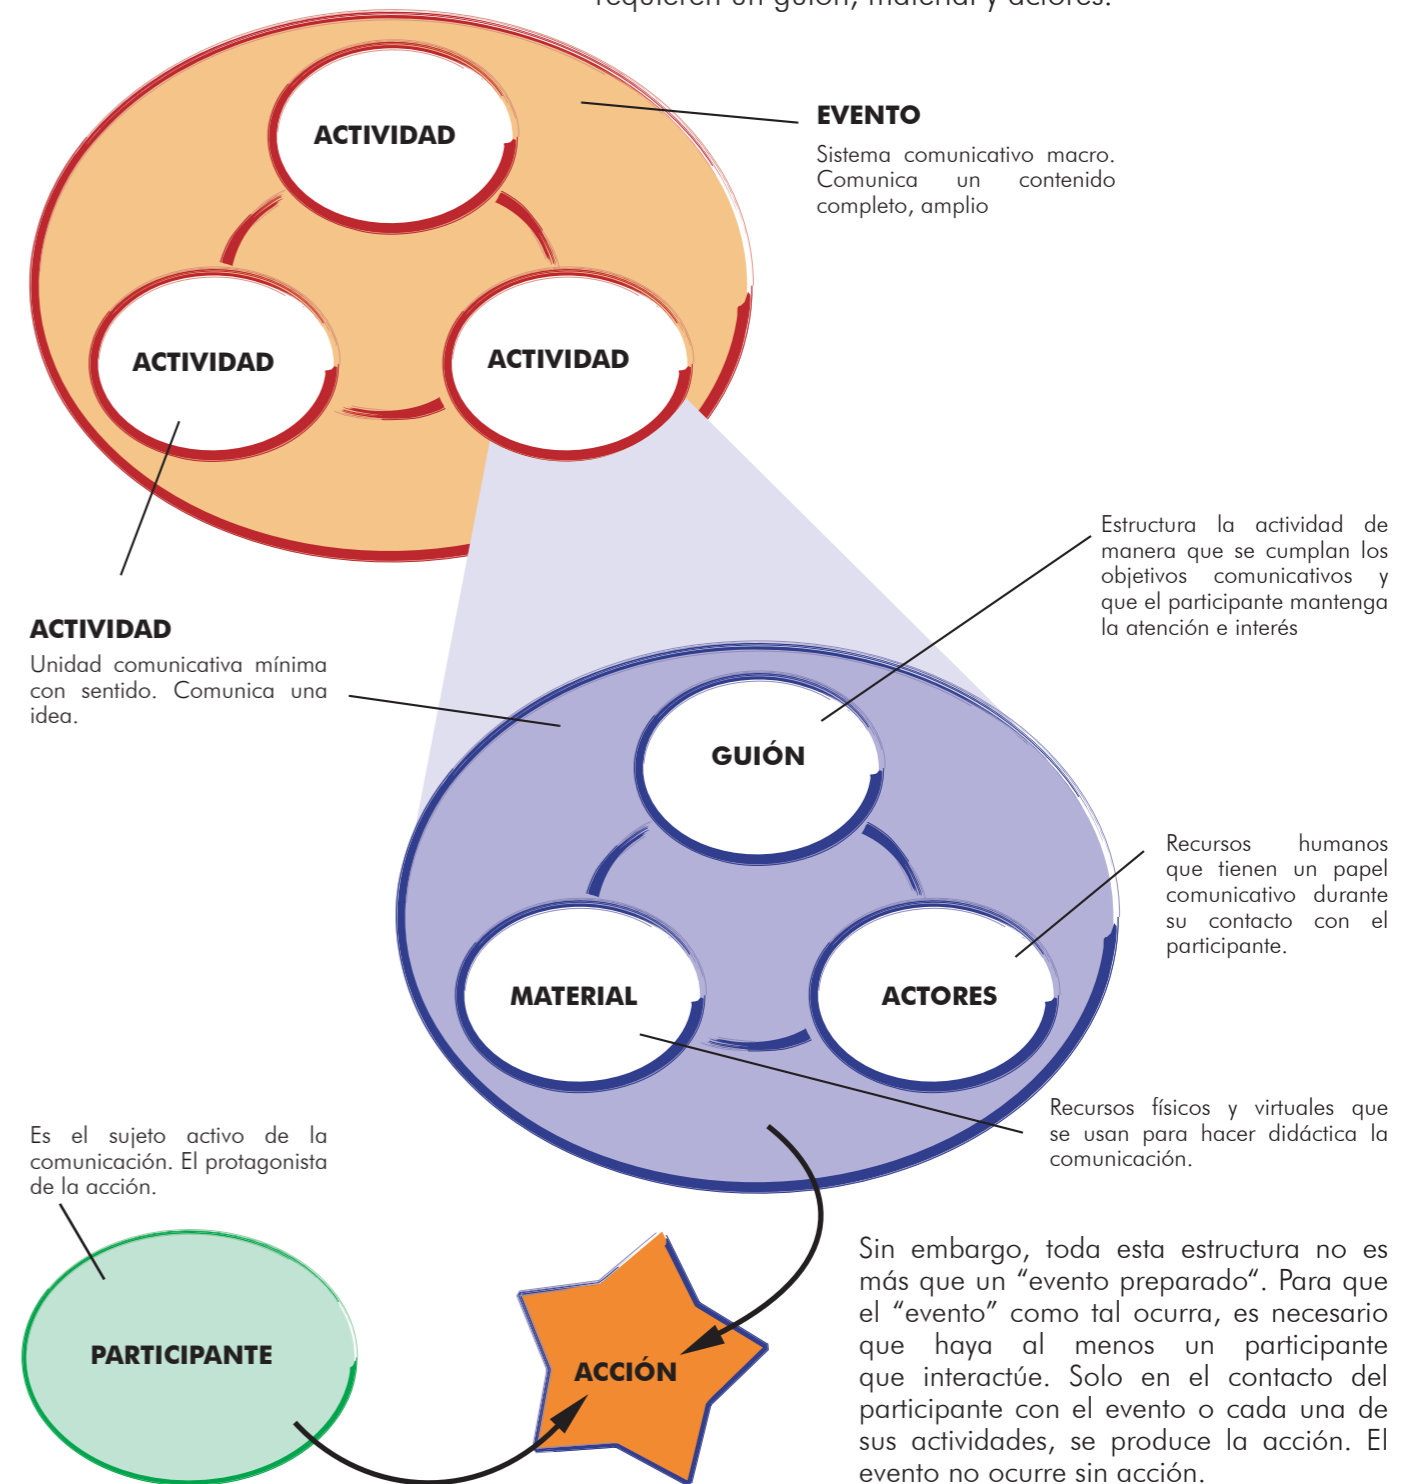 requieren un guión, material y actores.
ACTIVIDAD
EVENTO
Sistema comunicativo macro.
Comunica un contenido
completo, amplio
ACTIVIDAD
ACTIVIDAD
ACTIVIDAD
Unidad comunicativa mínima
con sentido. Comunica una
idea.
Estructura la actividad de
manera que se cumplan los
objetivos comunicativos y
que el participante mantenga
la atención e interés
GUIÓN
Recursos humanos
que tienen un papel
comunicativo durante
su contacto con el
participante.
MATERIAL
ACTORES
Recursos físicos y virtuales que
se usan para hacer didáctica la
comunicación.
Es el sujeto activo de la
comunicación. El protagonista
de la acción.
PARTICIPANTE
ACCIÓN
Sin embargo, toda esta estructura no es
más que un “evento preparado“. Para que
el “evento” como tal ocurra, es necesario
que haya al menos un participante
que interactúe. Solo en el contacto del
participante con el evento o cada una de
sus actividades, se produce la acción. El
evento no ocurre sin acción.